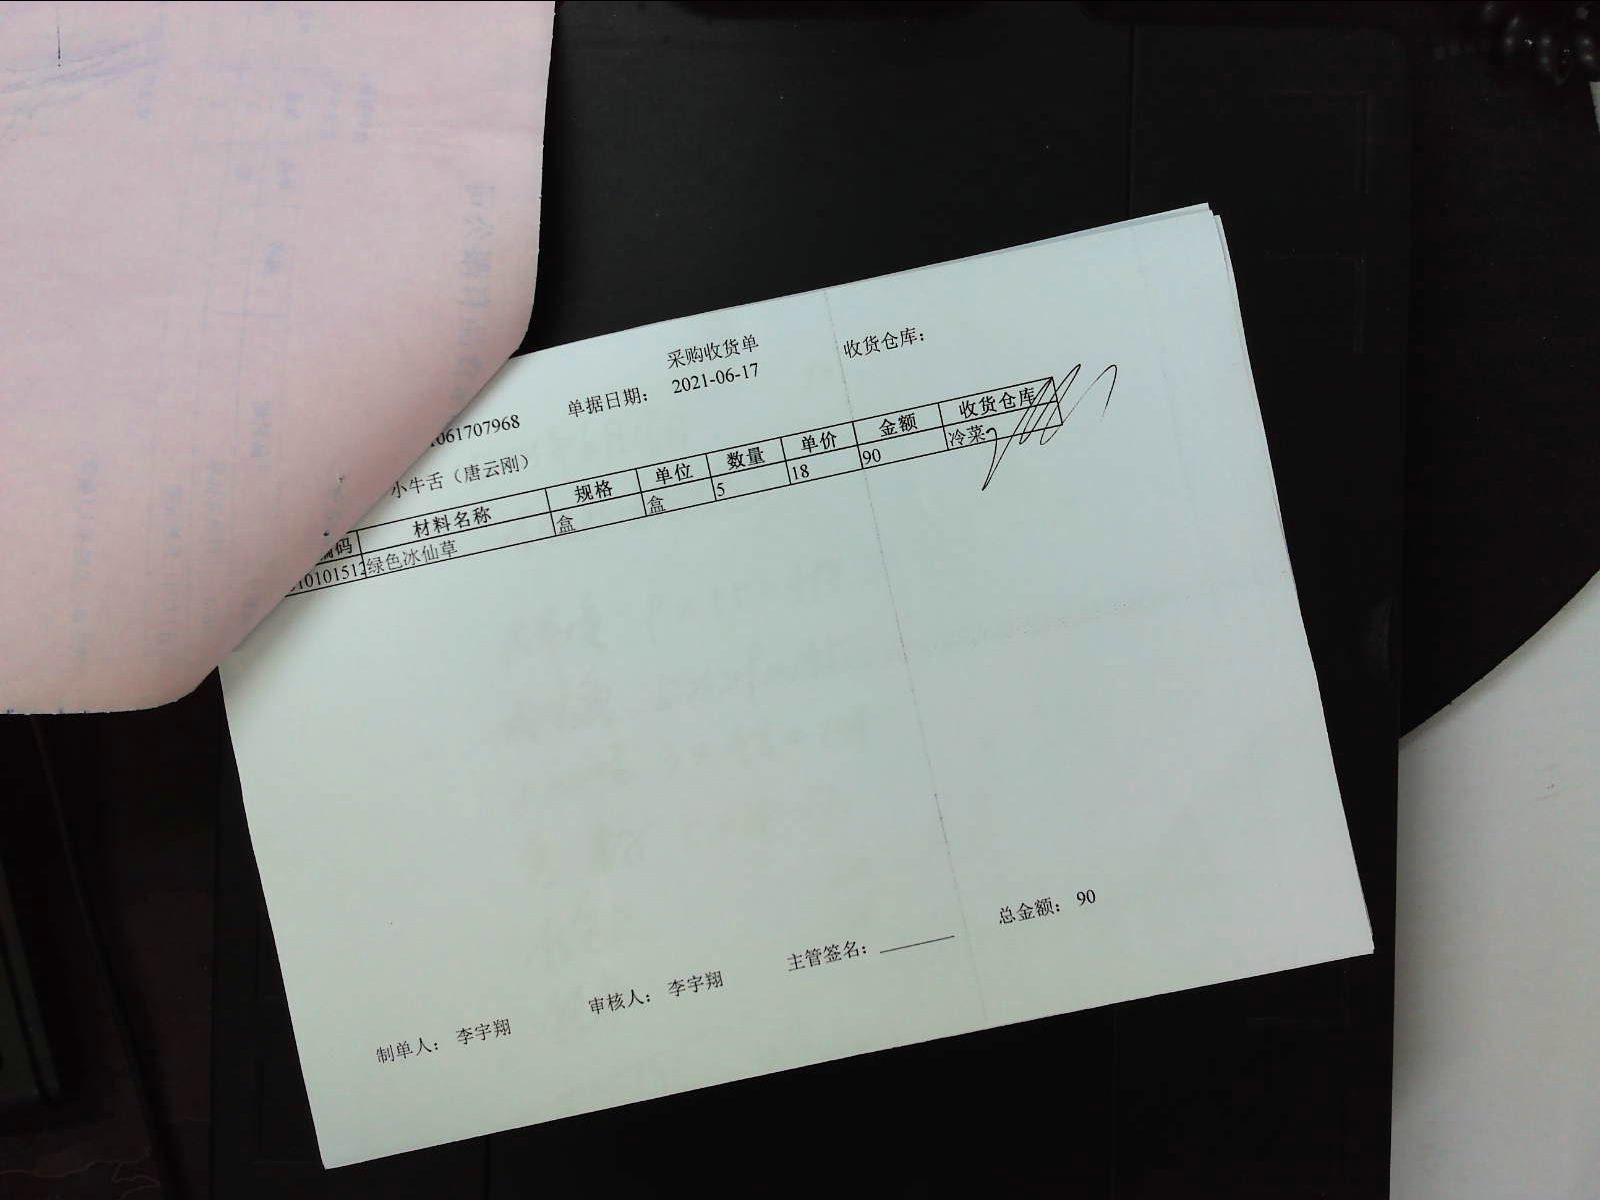 采购收货单
收货仓库：
单据日期： 2021-06-17
1061707968
小牛舌（唐云刚）
编码 材料名称 规格 单位 数量 单价 金额 收货仓库
010101512 绿色冰仙草 盒 盒 5 18 90 冷菜
总金额： 90
制单人： 李宇翔 审核人： 李宇翔 主管签名：